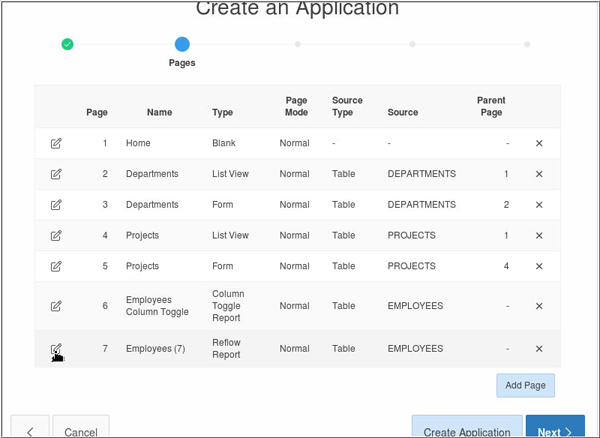 Create an Application
Pages
Page Name Type Page Mode Source Type Source Parent Page
1 Home Blank Normal - - -
2 Departments List View Normal Table DEPARTMENTS 1
3 Departments Form Normal Table DEPARTMENTS 2
4 Projects List View Normal Table PROJECTS 1
5 Projects Form Normal Table PROJECTS 4
6 Employees Column Toggle Column Toggle Report Normal Table EMPLOYEES -
7 Employees (7) Reflow Report Normal Table EMPLOYEES -
Add Page
Cancel Create Application Next